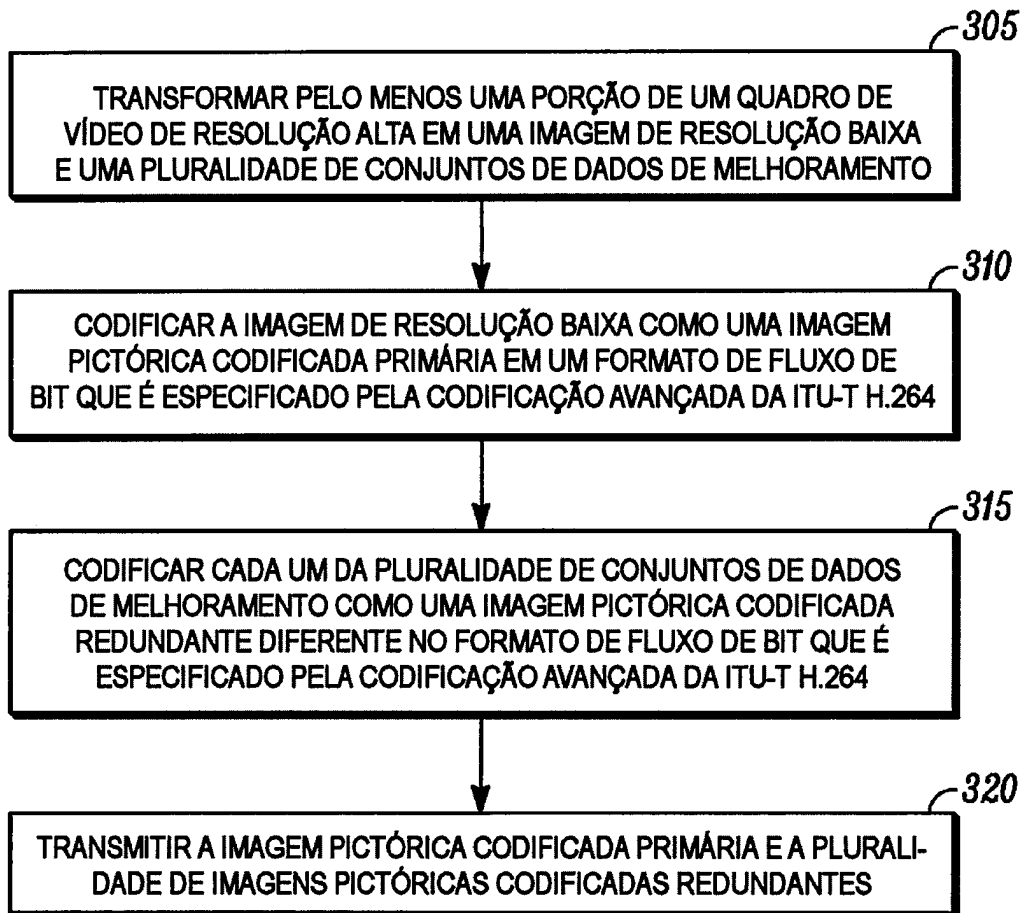 305
TRANSFORMAR PELO MENOS UMA PORÇÃO DE UM QUADRO DE
VÍDEO DE RESOLUÇÃO ALTA EM UMA IMAGEM DE RESOLUÇÃO BAIXA
E UMA PLURALIDADE DE CONJUNTOS DE DADOS DE MELHORAMENTO
310
CODIFICAR A IMAGEM DE RESOLUÇÃO BAIXA COMO UMA IMAGEM
PICTÓRICA CODIFICADA PRIMÁRIA EM UM FORMATO DE FLUXO DE
BIT QUE É ESPECIFICADO PELA CODIFICAÇÃO AVANÇADA DA ITU-T H.264
315
CODIFICAR CADA UM DA PLURALIDADE DE CONJUNTOS DE DADOS
DE MELHORAMENTO COMO UMA IMAGEM PICTÓRICA CODIFICADA
REDUNDANTE DIFERENTE NO FORMATO DE FLUXO DE BIT QUE É
ESPECIFICADO PELA CODIFICAÇÃO AVANÇADA DA ITU-T H.264
320
TRANSMITIR A IMAGEM PICTÓRICA CODIFICADA PRIMÁRIA E A PLURALI-
DADE DE IMAGENS PICTÓRICAS CODIFICADAS REDUNDANTES